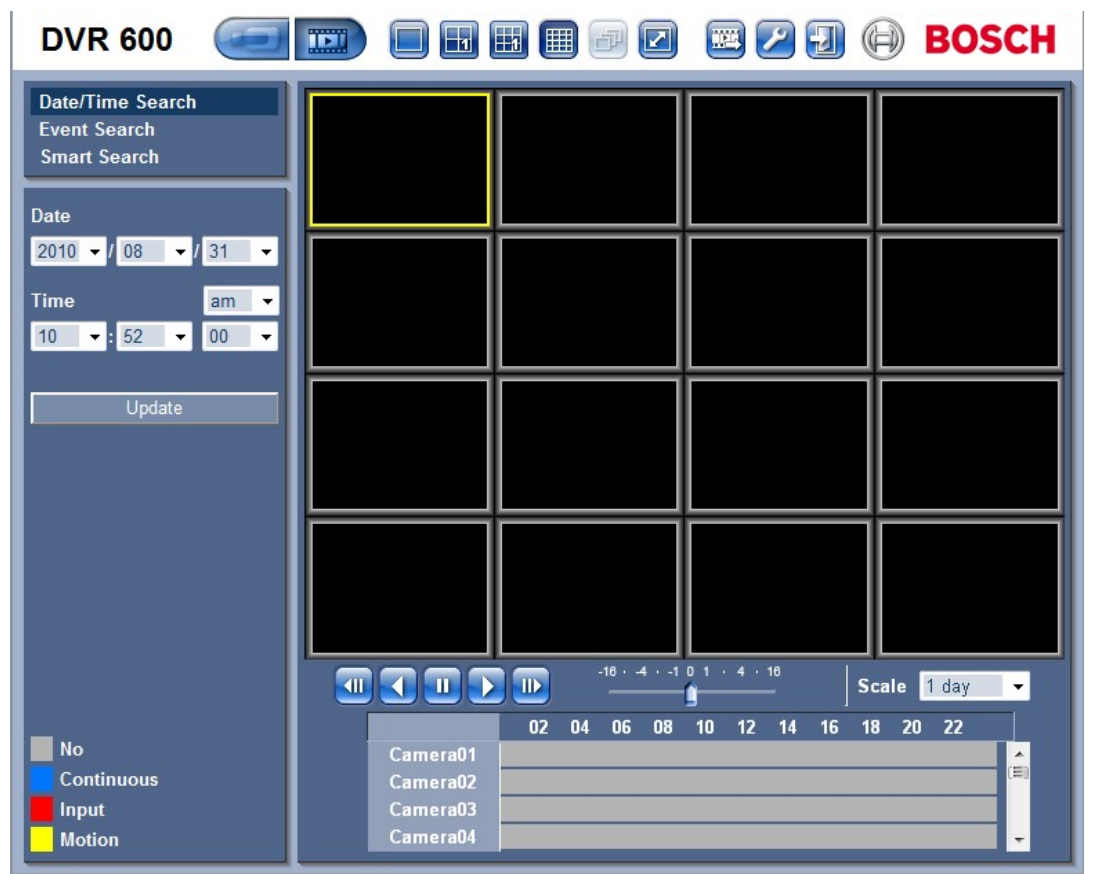 DVR 600
1
1
BOSCH
Date/Time Search
Event Search
Smart Search
Date
2010 / 08 / 31
Time am
10 : 52 00
Update
No
Continuous
Input
Motion
-16 · -4 · -1 0 1 · 4 · 16
Scale 1 day
02 04 06 08 10 12 14 16 18 20 22
Camera01
Camera02
Camera03
Camera04